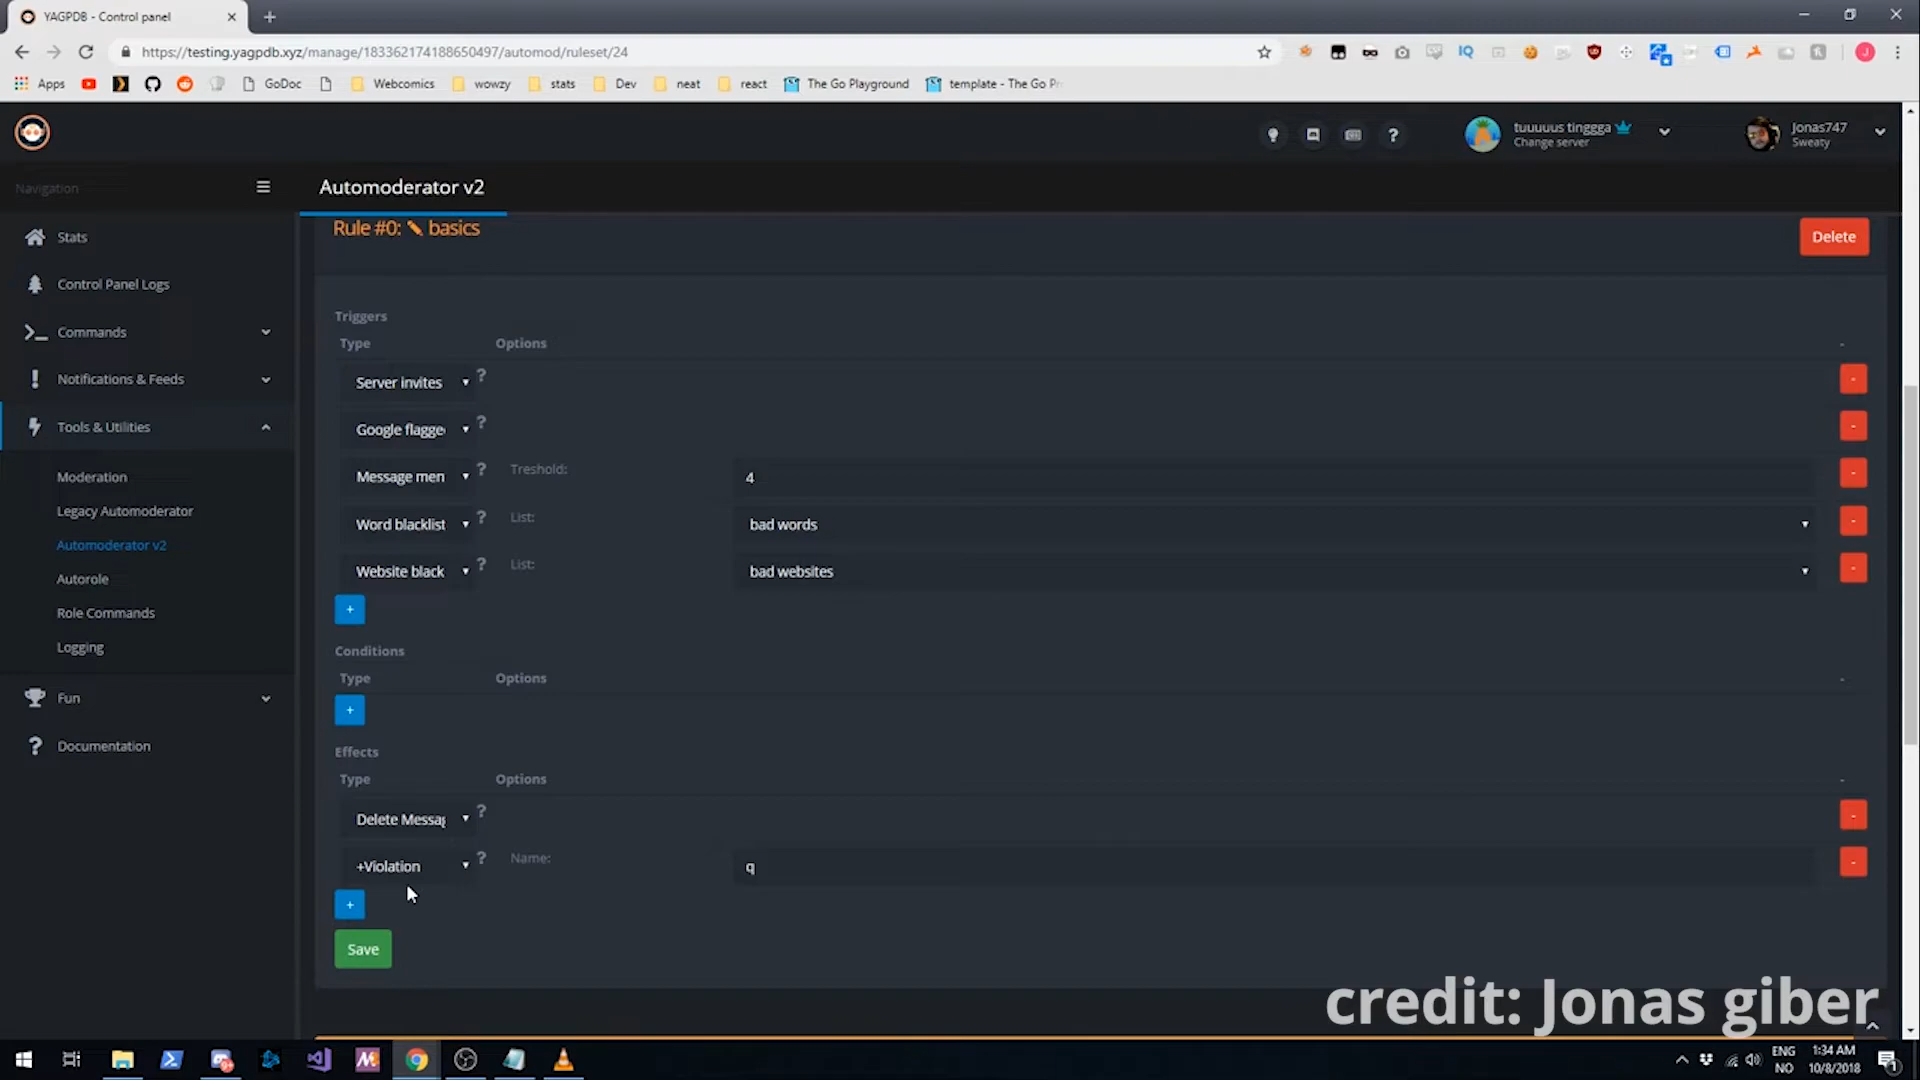 YAGPDB - Control panel
https://testing.yagpdb.xyz/manage/183362174188650497/automod/ruleset/24
IQ
J
Apps
GoDoc
Webcomics
wowzy
stats
Dev
neat
react
The Go Playground
template - The Go Pr
?
tuuuuus tinggga
Change server
Jonas747
Sweaty
Navigation
Automoderator v2
Stats
Control Panel Logs
Commands
Notifications & Feeds
Tools & Utilities
Moderation
Legacy Automoderator
Automoderator v2
Autorole
Role Commands
Logging
Fun
? Documentation
Rule #0: basics
Delete
Triggers
Type Options -
Server invites ? -
Google flagge ? -
Message men ? Treshold: 4 -
Word blacklist ? List: bad words -
Website black ? List: bad websites -
+
Conditions
Type Options -
+
Effects
Type Options -
Delete Messag ? -
+Violation ? Name: q -
+
Save
credit: Jonas giber
ENG
NO
1:34 AM
10/8/2018